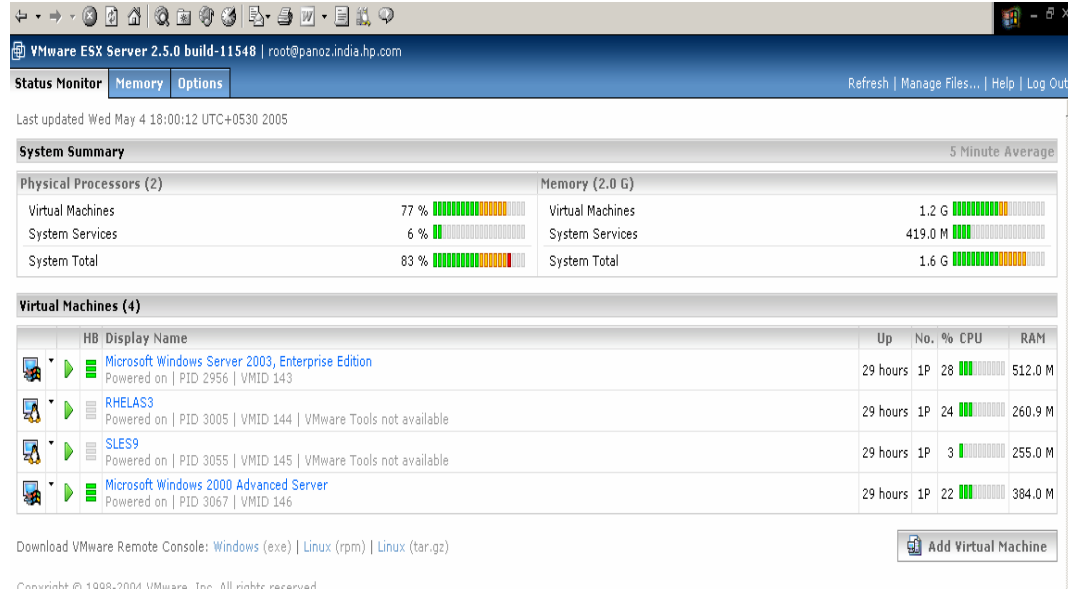 VMware ESX Server 2.5.0 build-11548 | root@panoz.india.hp.com
Status Monitor Memory Options Refresh | Manage Files... | Help | Log Out
Last updated Wed May 4 18:00:12 UTC+0530 2005
System Summary 5 Minute Average
Physical Processors (2) Memory (2.0 G)
Virtual Machines 77 % Virtual Machines 1.2 G
System Services 6 % System Services 419.0 M
System Total 83 % System Total 1.6 G
Virtual Machines (4)
HB Display Name Up No. % CPU RAM
Microsoft Windows Server 2003, Enterprise Edition
Powered on | PID 2956 | VMID 143 29 hours 1P 28 512.0 M
RHELAS3
Powered on | PID 3005 | VMID 144 | VMware Tools not available 29 hours 1P 24 260.9 M
SLES9
Powered on | PID 3055 | VMID 145 | VMware Tools not available 29 hours 1P 3 255.0 M
Microsoft Windows 2000 Advanced Server
Powered on | PID 3067 | VMID 146 29 hours 1P 22 384.0 M
Download VMware Remote Console: Windows (exe) | Linux (rpm) | Linux (tar.gz) Add Virtual Machine
Copyright © 1998-2004 VMware, Inc. All rights reserved